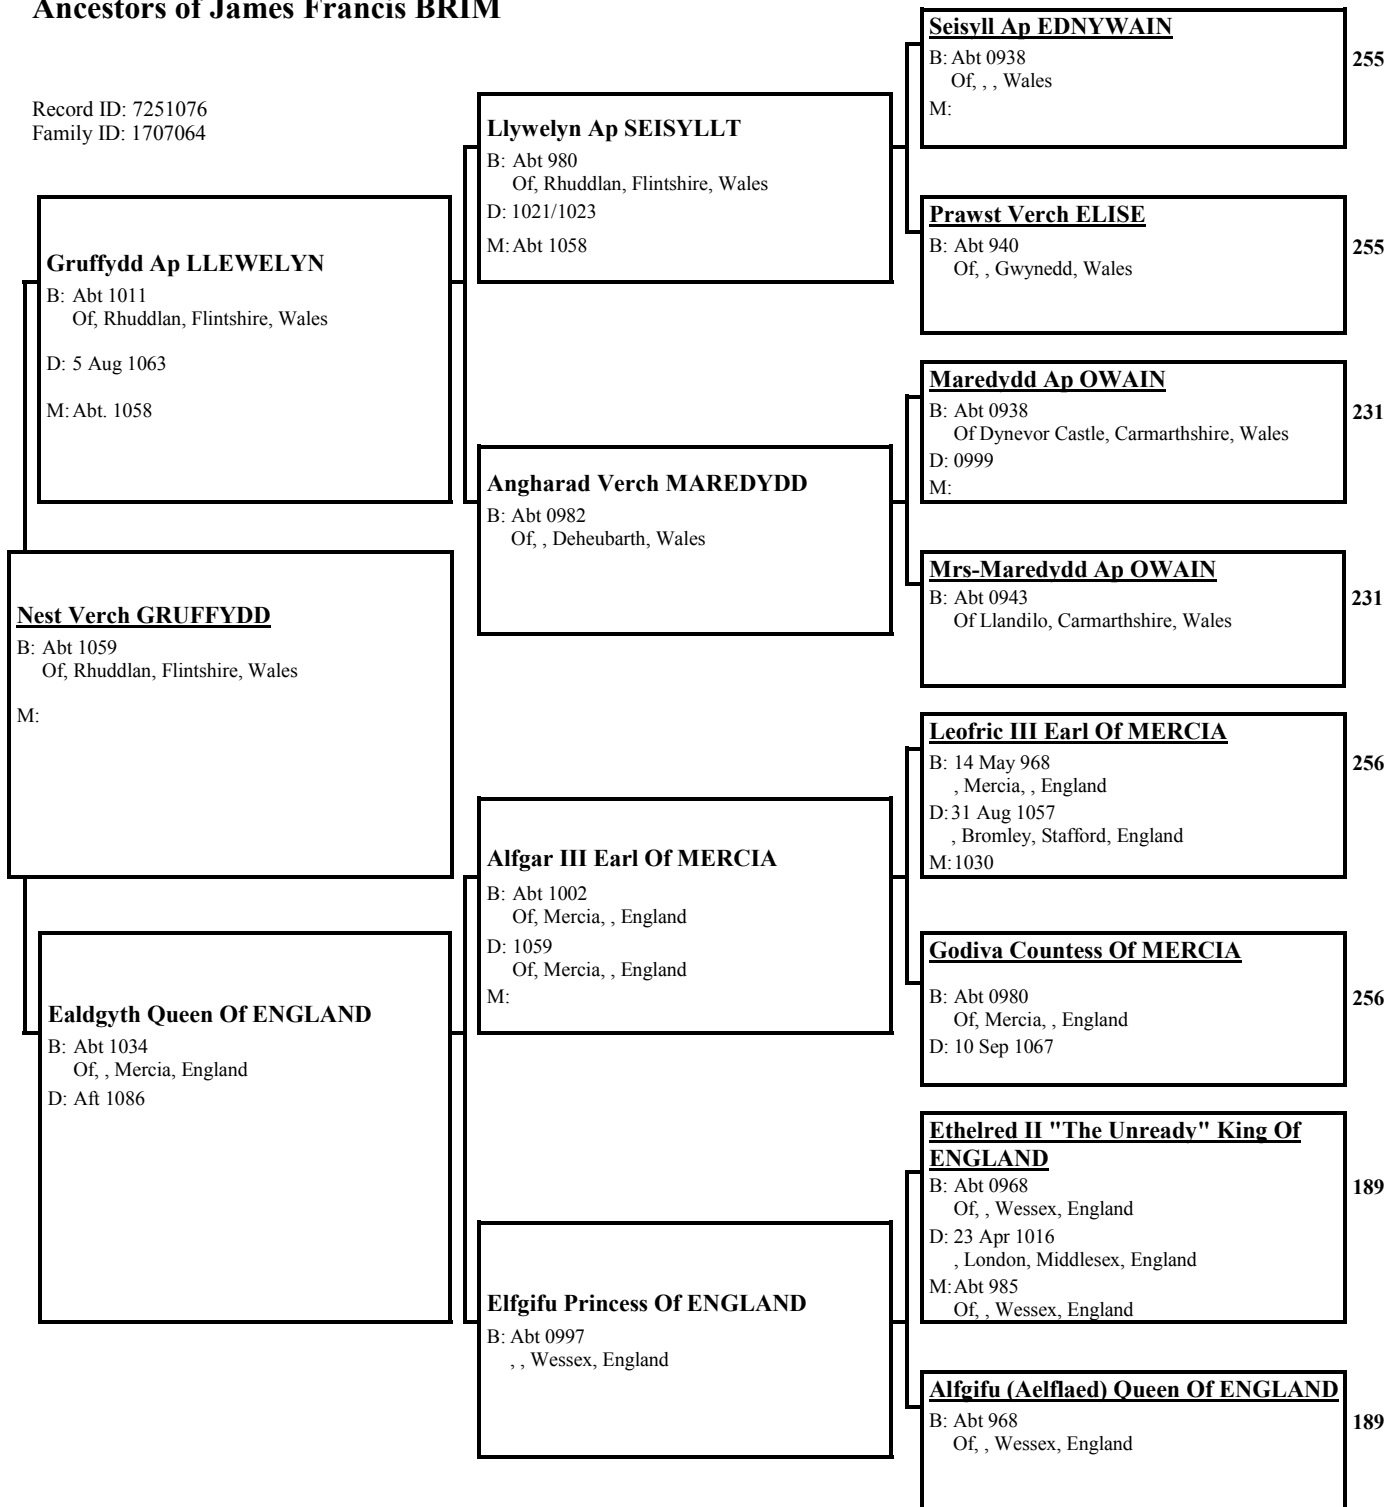 Ancestors of James Francis BRIM
Record ID: 7251076
Family ID: 1707064
Nest Verch GRUFFYDD
B: Abt 1059
Of, Rhuddlan, Flintshire, Wales
M:
Gruffydd Ap LLEWELYN
B: Abt 1011
Of, Rhuddlan, Flintshire, Wales
D: 5 Aug 1063
M: Abt. 1058
Ealdgyth Queen Of ENGLAND
B: Abt 1034
Of, , Mercia, England
D: Aft 1086
Llywelyn Ap SEISYLLT
B: Abt 980
Of, Rhuddlan, Flintshire, Wales
D: 1021/1023
M: Abt 1058
Angharad Verch MAREDYDD
B: Abt 0982
Of, , Deheubarth, Wales
Alfgar III Earl Of MERCIA
B: Abt 1002
Of, Mercia, , England
D: 1059
Of, Mercia, , England
M:
Elfgifu Princess Of ENGLAND
B: Abt 0997
, , Wessex, England
Seisyll Ap EDNYWAIN
B: Abt 0938
Of, , , Wales
M:
255
Prawst Verch ELISE
B: Abt 940
Of, , Gwynedd, Wales
255
Maredydd Ap OWAIN
B: Abt 0938
Of Dynevor Castle, Carmarthshire, Wales
D: 0999
M:
231
Mrs-Maredydd Ap OWAIN
B: Abt 0943
Of Llandilo, Carmarthshire, Wales
231
Leofric III Earl Of MERCIA
B: 14 May 968
, Mercia, , England
D: 31 Aug 1057
, Bromley, Stafford, England
M: 1030
256
Godiva Countess Of MERCIA
B: Abt 0980
Of, Mercia, , England
D: 10 Sep 1067
256
Ethelred II "The Unready" King Of
ENGLAND
B: Abt 0968
Of, , Wessex, England
D: 23 Apr 1016
, London, Middlesex, England
M: Abt 985
Of, , Wessex, England
189
Alfgifu (Aelflaed) Queen Of ENGLAND
B: Abt 968
Of, , Wessex, England
189